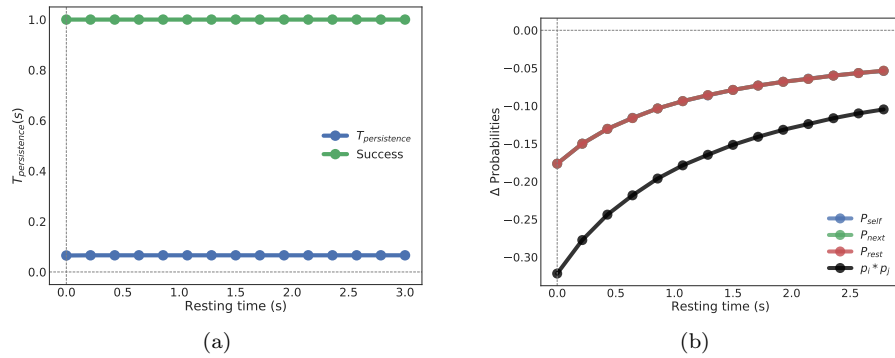 1.0
0.8
0.6
0.4
0.2
0.0
T_persistence(s)
T_persistence
Success
0.0 0.5 1.0 1.5 2.0 2.5 3.0
Resting time (s)
(a)
0.00
−0.05
−0.10
−0.15
−0.20
−0.25
−0.30
Δ Probabilities
P_self
P_next
P_rest
p_i * p_j
0.0 0.5 1.0 1.5 2.0 2.5
Resting time (s)
(b)